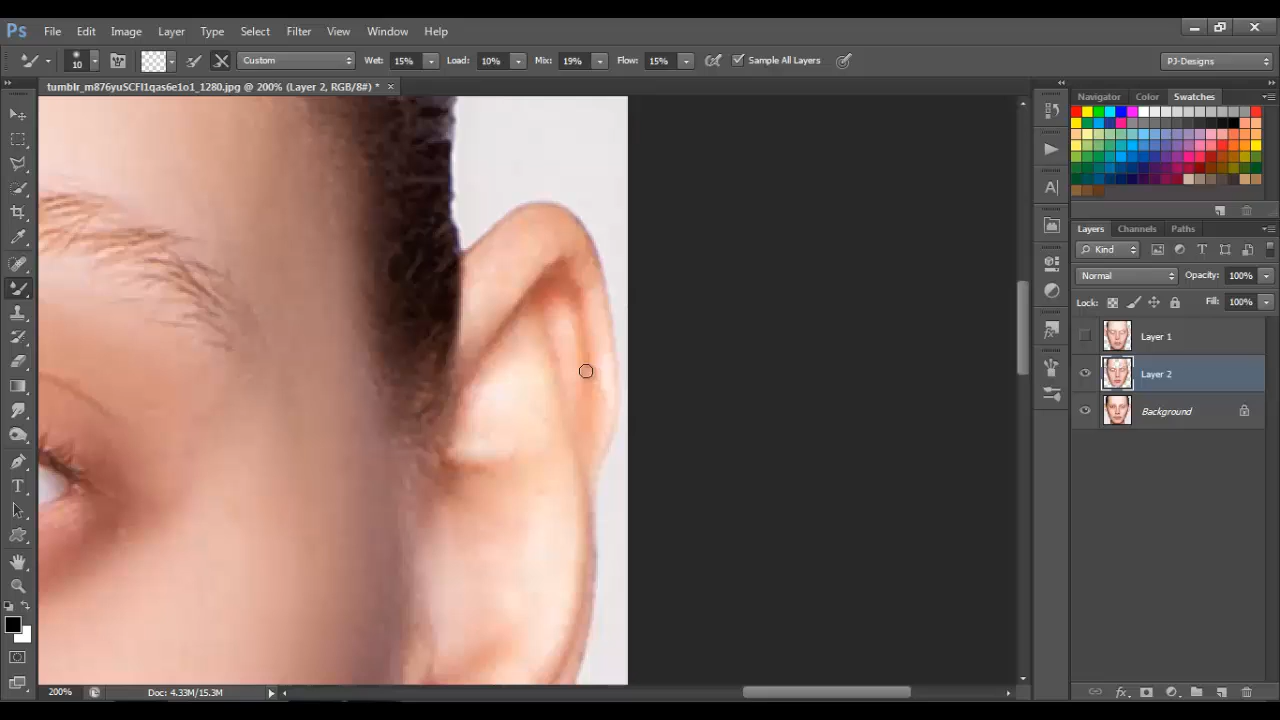 Ps File Edit Image Layer Type Select Filter View Window Help
10 Custom Wet: 15% Load: 10% Mix: 19% Flow: 15% Sample All Layers PJ-Designs
tumblr_m876yuSCFl1qas6e1o1_1280.jpg @ 200% (Layer 2, RGB/8#) *
Navigator Color Swatches
Layers Channels Paths
Kind
Normal Opacity: 100%
Lock: Fill: 100%
Layer 1
Layer 2
Background
200% Doc: 4.33M/15.3M